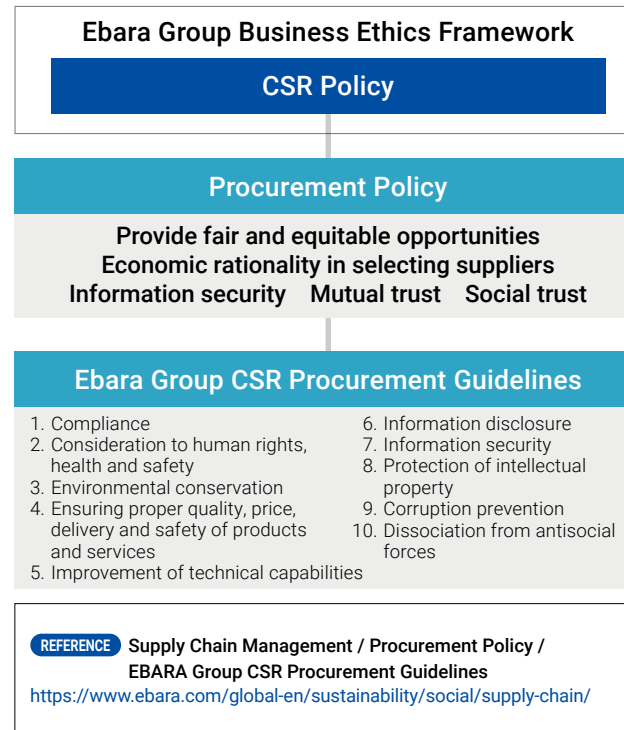 Ebara Group Business Ethics Framework
CSR Policy
Procurement Policy
Provide fair and equitable opportunities
Economic rationality in selecting suppliers
Information security Mutual trust Social trust
Ebara Group CSR Procurement Guidelines
1. Compliance
2. Consideration to human rights,
health and safety
3. Environmental conservation
4. Ensuring proper quality, price,
delivery and safety of products
and services
5. Improvement of technical capabilities
6. Information disclosure
7. Information security
8. Protection of intellectual
property
9. Corruption prevention
10. Dissociation from antisocial
forces
REFERENCE Supply Chain Management / Procurement Policy /
EBARA Group CSR Procurement Guidelines
https://www.ebara.com/global-en/sustainability/social/supply-chain/